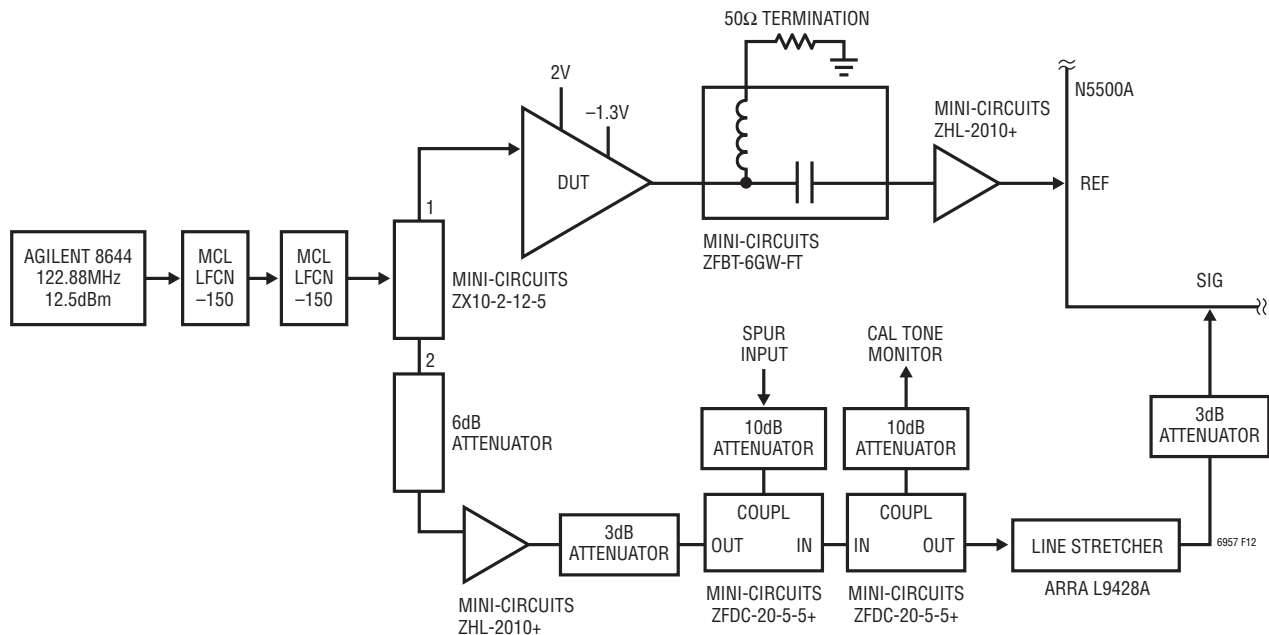 50Ω TERMINATION
2V
–1.3V
DUT
MINI-CIRCUITS
ZFBT-6GW-FT
MINI-CIRCUITS
ZHL-2010+
N5500A
REF
SIG
AGILENT 8644
122.88MHz
12.5dBm
MCL
LFCN
–150
MCL
LFCN
–150
1
MINI-CIRCUITS
ZX10-2-12-5
2
6dB
ATTENUATOR
MINI-CIRCUITS
ZHL-2010+
3dB
ATTENUATOR
SPUR
INPUT
10dB
ATTENUATOR
COUPL
OUT IN
MINI-CIRCUITS
ZFDC-20-5-5+
CAL TONE
MONITOR
10dB
ATTENUATOR
COUPL
IN OUT
MINI-CIRCUITS
ZFDC-20-5-5+
LINE STRETCHER
ARRA L9428A
3dB
ATTENUATOR
6957 F12